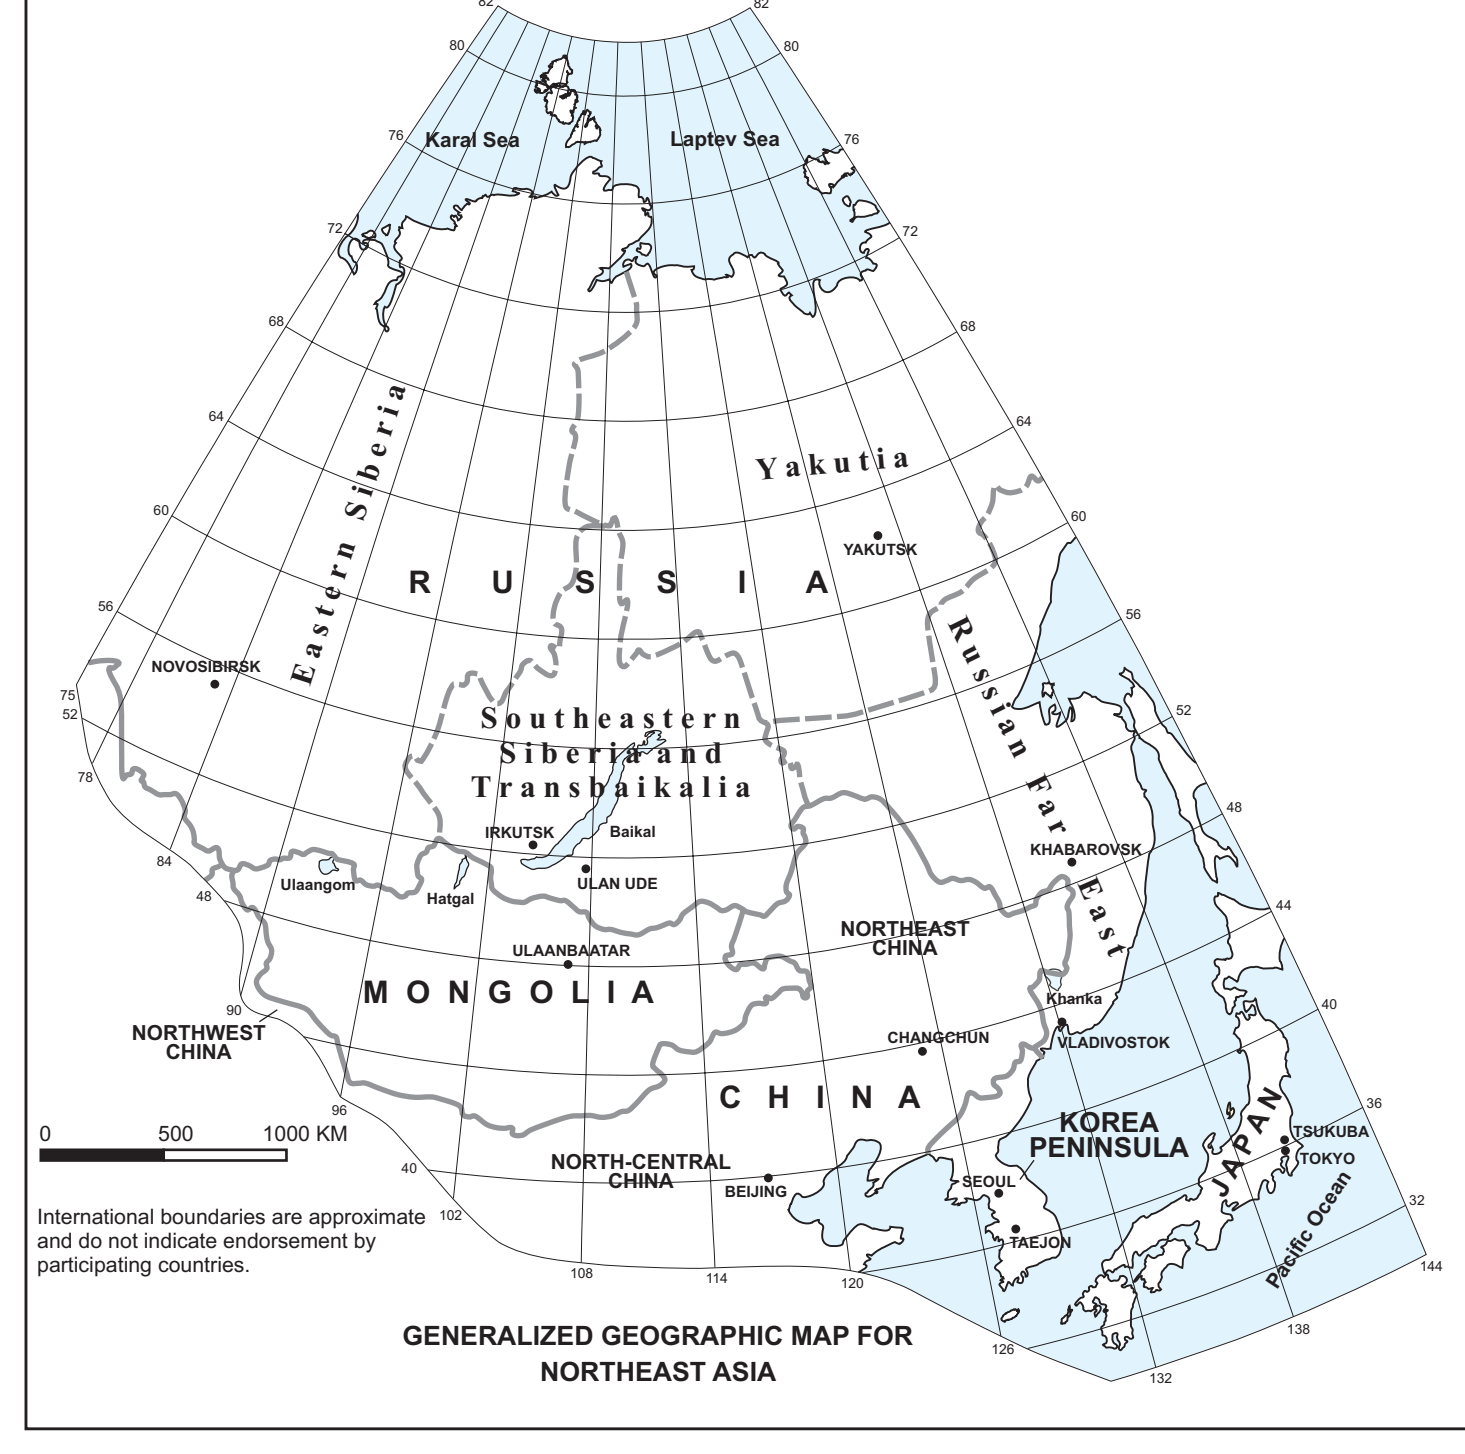 82
82
80
80
76
Karal Sea
Laptev Sea
76
72
72
68
68
64
64
Eastern Siberia
Yakutia
60
60
YAKUTSK
R U S S I A
56
56
Russian Far East
NOVOSIBIRSK
75
52
52
Southeastern
Siberia and
Transbaikalia
78
48
IRKUTSK
Baikal
KHABAROVSK
84
Ulaangom
Hatgal
ULAN UDE
48
44
NORTHEAST
CHINA
ULAANBAATAR
MONGOLIA
Khanka
40
90
NORTHWEST
CHINA
CHANGCHUN
VLADIVOSTOK
CHINA
96
36
KOREA
PENINSULA
JAPAN
TSUKUBA
TOKYO
0 500 1000 KM
40
NORTH-CENTRAL
CHINA
BEIJING
SEOUL
32
102
TAEJON
Pacific Ocean
International boundaries are approximate
and do not indicate endorsement by
participating countries.
108
114
120
144
138
126
132
GENERALIZED GEOGRAPHIC MAP FOR
NORTHEAST ASIA